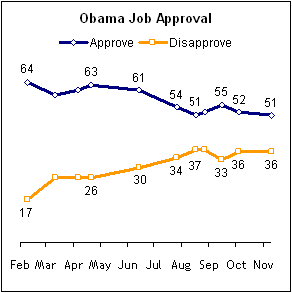 Obama Job Approval
Approve Disapprove
64 63 61 54 51 55 52 51
17 26 30 34 37 33 36 36
Feb Mar Apr May Jun Jul Aug Sep Oct Nov